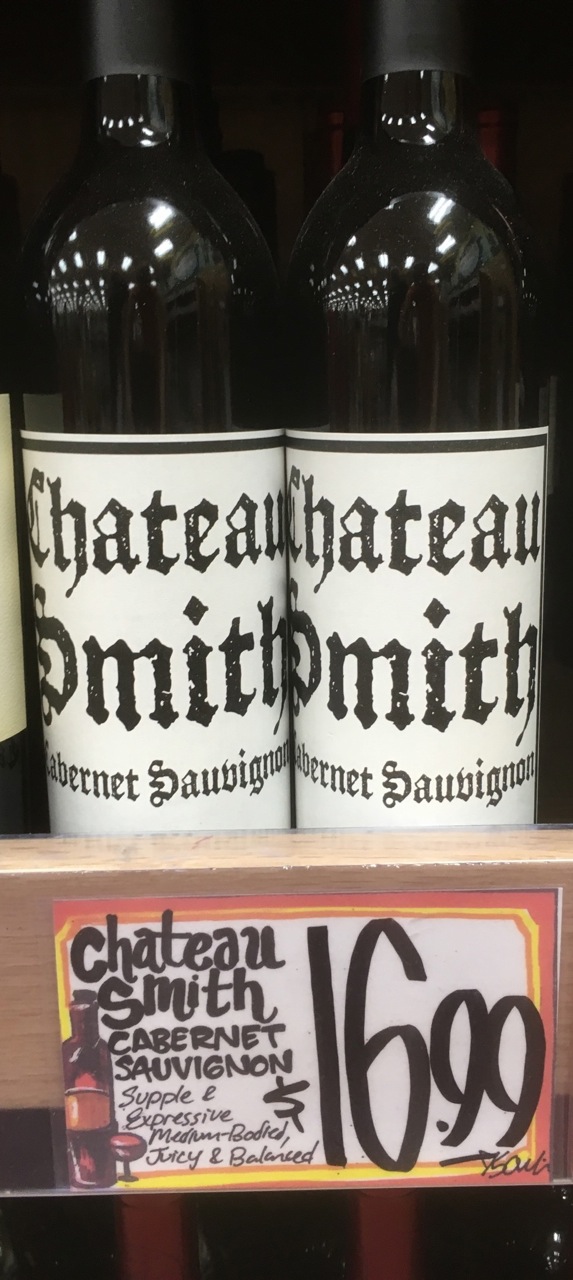 Chateau
Smith
Cabernet Sauvignon
Chateau
Smith
Cabernet Sauvignon
Chateau
Smith
CABERNET
SAUVIGNON
Supple &
Expressive
Medium-Bodied,
Juicy & Balanced
$16.99